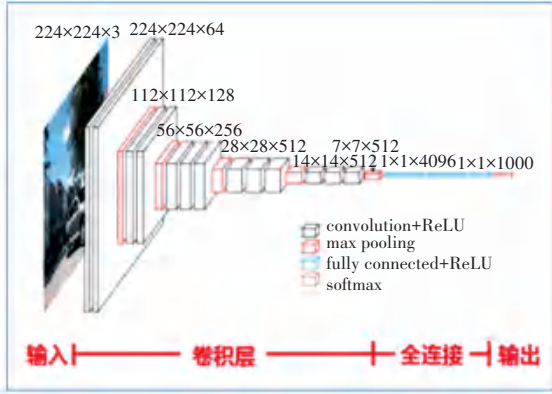 224×224×3 224×224×64
112×112×128
56×56×256
28×28×512 7×7×512
14×14×512 1×1×4096 1×1×1000
convolution+ReLU
max pooling
fully connected+ReLU
softmax
输入 卷积层 全连接 输出